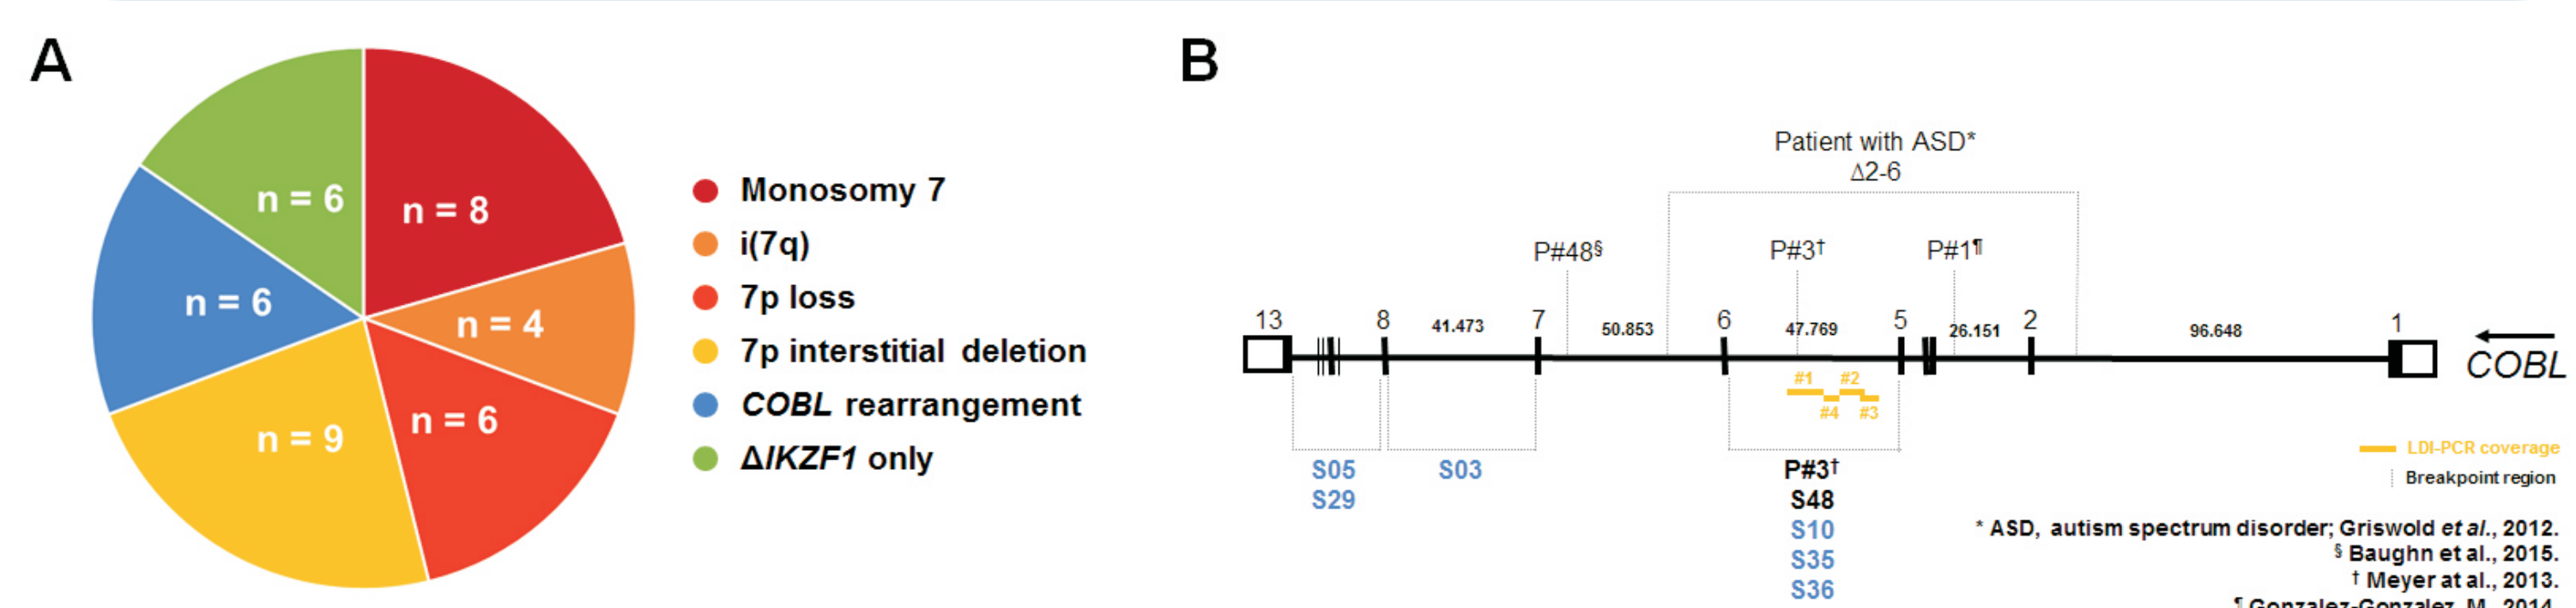 A
n = 6
n = 8
n = 6
n = 4
n = 9
n = 6
Monosomy 7
i(7q)
7p loss
7p interstitial deletion
COBL rearrangement
ΔIKZF1 only
B
Patient with ASD*
Δ2-6
P#48§
P#3†
P#1¶
13
8
41.473
7
50.853
6
47.769
5
26.151
2
96.648
1
COBL
#1
#2
#4
#3
S05
S29
S03
P#3†
S48
S10
S35
S36
LDI-PCR coverage
Breakpoint region
* ASD, autism spectrum disorder; Griswold et al., 2012.
§ Baughn et al., 2015.
† Meyer at al., 2013.
¶ Gonzalez-Gonzalez, M., 2014.